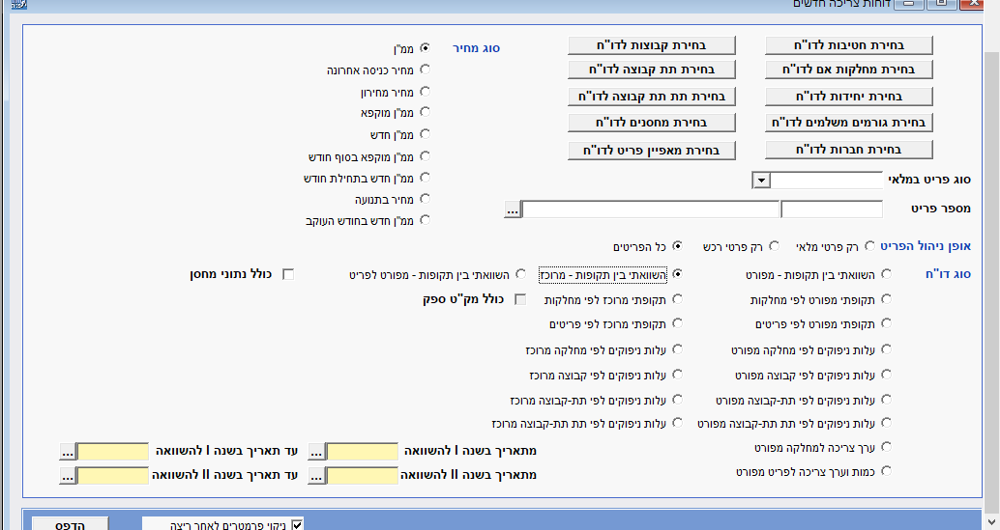 דוחות צריכה חדשים
בחירת חטיבות לדו"ח
בחירת קבוצות לדו"ח
סוג מחיר
ממ"ן
בחירת מחלקות אם לדו"ח
בחירת תת קבוצה לדו"ח
מחיר כניסה אחרונה
בחירת יחידות לדו"ח
בחירת תת תת קבוצה לדו"ח
מחיר מחירון
בחירת גורמים משלמים לדו"ח
בחירת מחסנים לדו"ח
ממ"ן מוקפא
ממ"ן חדש
בחירת חברות לדו"ח
בחירת מאפיין פריט לדו"ח
ממ"ן מוקפא בסוף חודש
ממ"ן חדש בתחילת חודש
מחיר בתנועה
ממ"ן חדש בחודש העוקב
סוג פריט במלאי
מספר פריט
...
אופן ניהול הפריט
רק פרטי מלאי
רק פרטי רכש
כל הפריטים
סוג דו"ח
השוואתי בין תקופות - מפורט
השוואתי בין תקופות - מרוכז
השוואתי בין תקופות - מפורט לפריט
כולל נתוני מחסן
תקופתי מפורט לפי מחלקות
תקופתי מרוכז לפי מחלקות
כולל מק"ט ספק
תקופתי מפורט לפי פריטים
תקופתי מרוכז לפי פריטים
עלות ניפוקים לפי מחלקה מפורט
עלות ניפוקים לפי מחלקה מרוכז
עלות ניפוקים לפי קבוצה מפורט
עלות ניפוקים לפי קבוצה מרוכז
עלות ניפוקים לפי תת-קבוצה מפורט
עלות ניפוקים לפי תת-קבוצה מרוכז
עלות ניפוקים לפי תת תת-קבוצה מפורט
עלות ניפוקים לפי תת תת-קבוצה מרוכז
ערך צריכה למחלקה מפורט
מתאריך בשנה I להשוואה
...
עד תאריך בשנה I להשוואה
...
כמות וערך צריכה לפריט מפורט
מתאריך בשנה II להשוואה
...
עד תאריך בשנה II להשוואה
...
ניקוי פרמטרים לאחר ריצה
הדפס